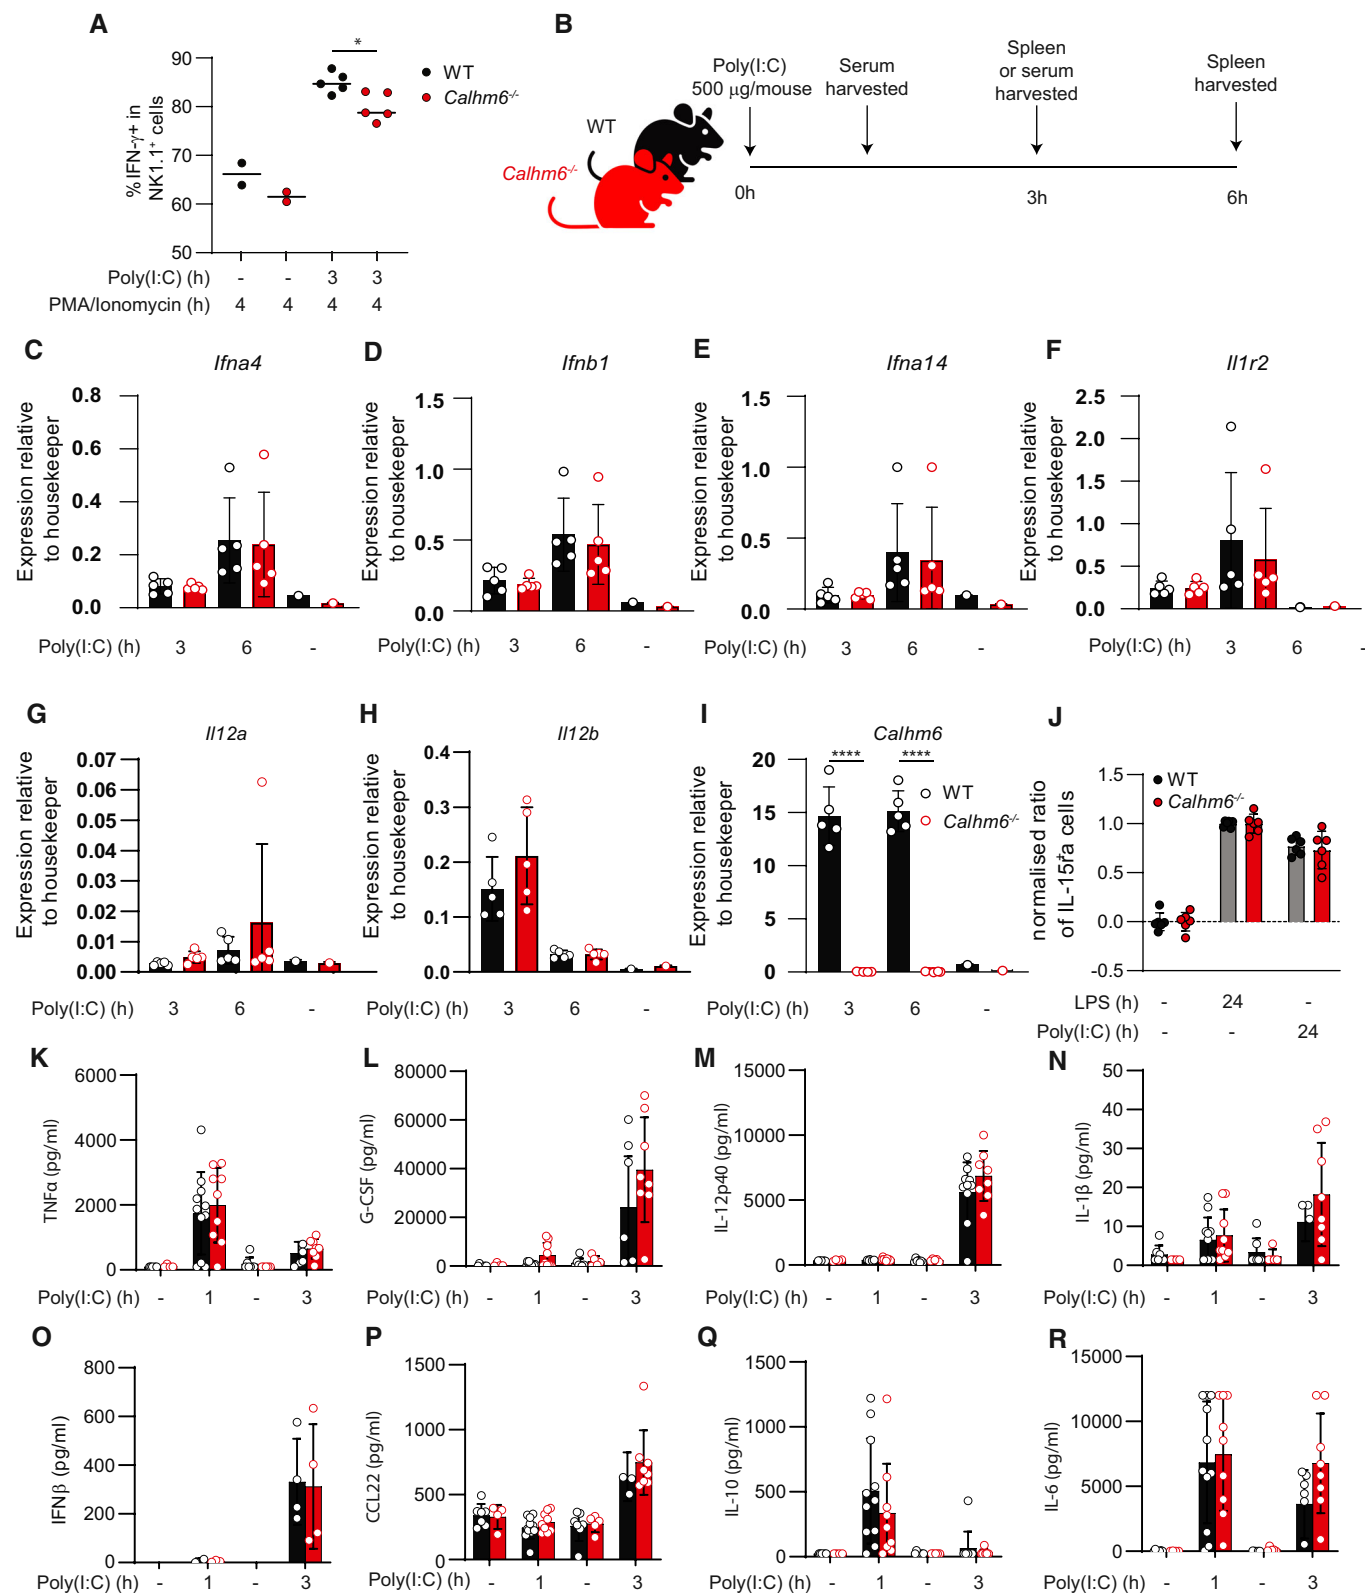 A
90
80
70
60
50
%IFN-γ+ in
NK1.1+ cells
*
WT
Calhm6-/-
Poly(I:C) (h) - - 3 3
PMA/Ionomycin (h) 4 4 4 4
B
WT
Calhm6-/-
Poly(I:C)
500 μg/mouse
Serum
harvested
Spleen
or serum
harvested
Spleen
harvested
0h
3h
6h
C
Ifna4
Expression relative
to housekeeper
0.8
0.6
0.4
0.2
0.0
Poly(I:C) (h) 3 6 -
D
Ifnb1
Expression relative
to housekeeper
1.5
1.0
0.5
0.0
Poly(I:C) (h) 3 6 -
E
Ifna14
Expression relative
to housekeeper
1.5
1.0
0.5
0.0
Poly(I:C) (h) 3 6 -
F
Il1r2
Expression relative
to housekeeper
2.5
2.0
1.5
1.0
0.5
0.0
Poly(I:C) (h) 3 6 -
G
Il12a
Expression relative
to housekeeper
0.07
0.06
0.05
0.04
0.03
0.02
0.01
0.00
Poly(I:C) (h) 3 6 -
H
Il12b
Expression relative
to housekeeper
0.4
0.3
0.2
0.1
0.0
Poly(I:C) (h) 3 6 -
I
Calhm6
Expression relative
to housekeeper
20
15
10
5
0
**** ****
WT
Calhm6-/-
Poly(I:C) (h) 3 6 -
J
normalised ratio
of IL-15ra+ cells
1.5
1.0
0.5
0.0
-0.5
WT
Calhm6-/-
LPS (h) - 24 -
Poly(I:C) (h) - - 24
K
TNFα (pg/ml)
6000
4000
2000
0
Poly(I:C) (h) - 1 - 3
L
G-CSF (pg/ml)
80000
60000
40000
20000
0
Poly(I:C) (h) - 1 - 3
M
IL-12p40 (pg/ml)
15000
10000
5000
0
Poly(I:C) (h) - 1 - 3
N
IL-1β (pg/ml)
50
40
30
20
10
0
Poly(I:C) (h) - 1 - 3
O
IFNβ (pg/ml)
800
600
400
200
0
Poly(I:C) (h) - 1 - 3
P
CCL22 (pg/ml)
1500
1000
500
0
Poly(I:C) (h) - 1 - 3
Q
IL-10 (pg/ml)
1500
1000
500
0
Poly(I:C) (h) - 1 - 3
R
IL-6 (pg/ml)
15000
10000
5000
0
Poly(I:C) (h) - 1 - 3